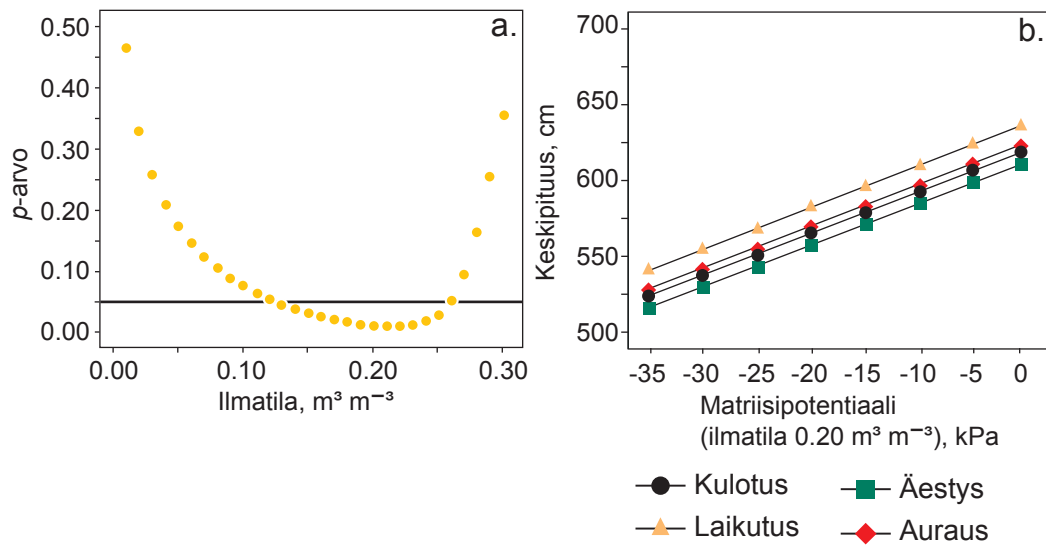 a.
0.50
0.40
0.30
0.20
0.10
0.00
p-arvo
0.00 0.10 0.20 0.30
Ilmatila, m³ m⁻³
b.
700
650
600
550
500
Keskipituus, cm
-35 -30 -25 -20 -15 -10 -5 0
Matriisipotentiaali
(ilmatila 0.20 m³ m⁻³), kPa
Kulotus Äestys
Laikutus Auraus